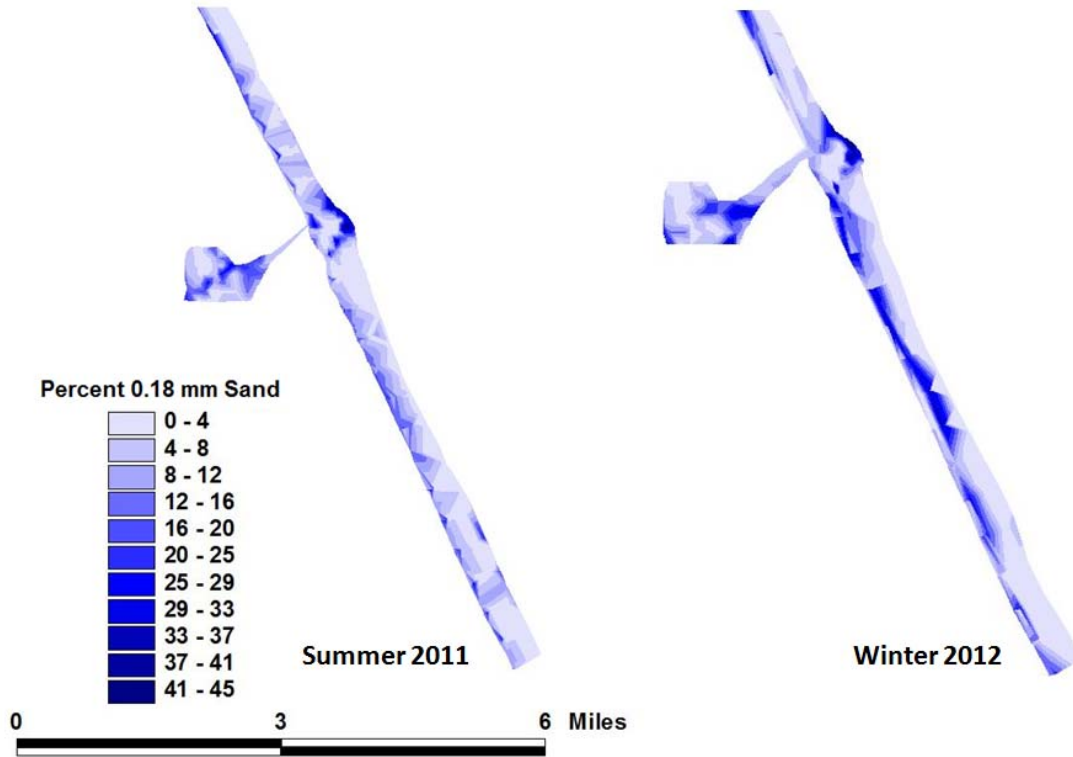 Percent 0.18 mm Sand
0 - 4
4 - 8
8 - 12
12 - 16
16 - 20
20 - 25
25 - 29
29 - 33
33 - 37
37 - 41
41 - 45
Summer 2011
Winter 2012
0 3 6 Miles